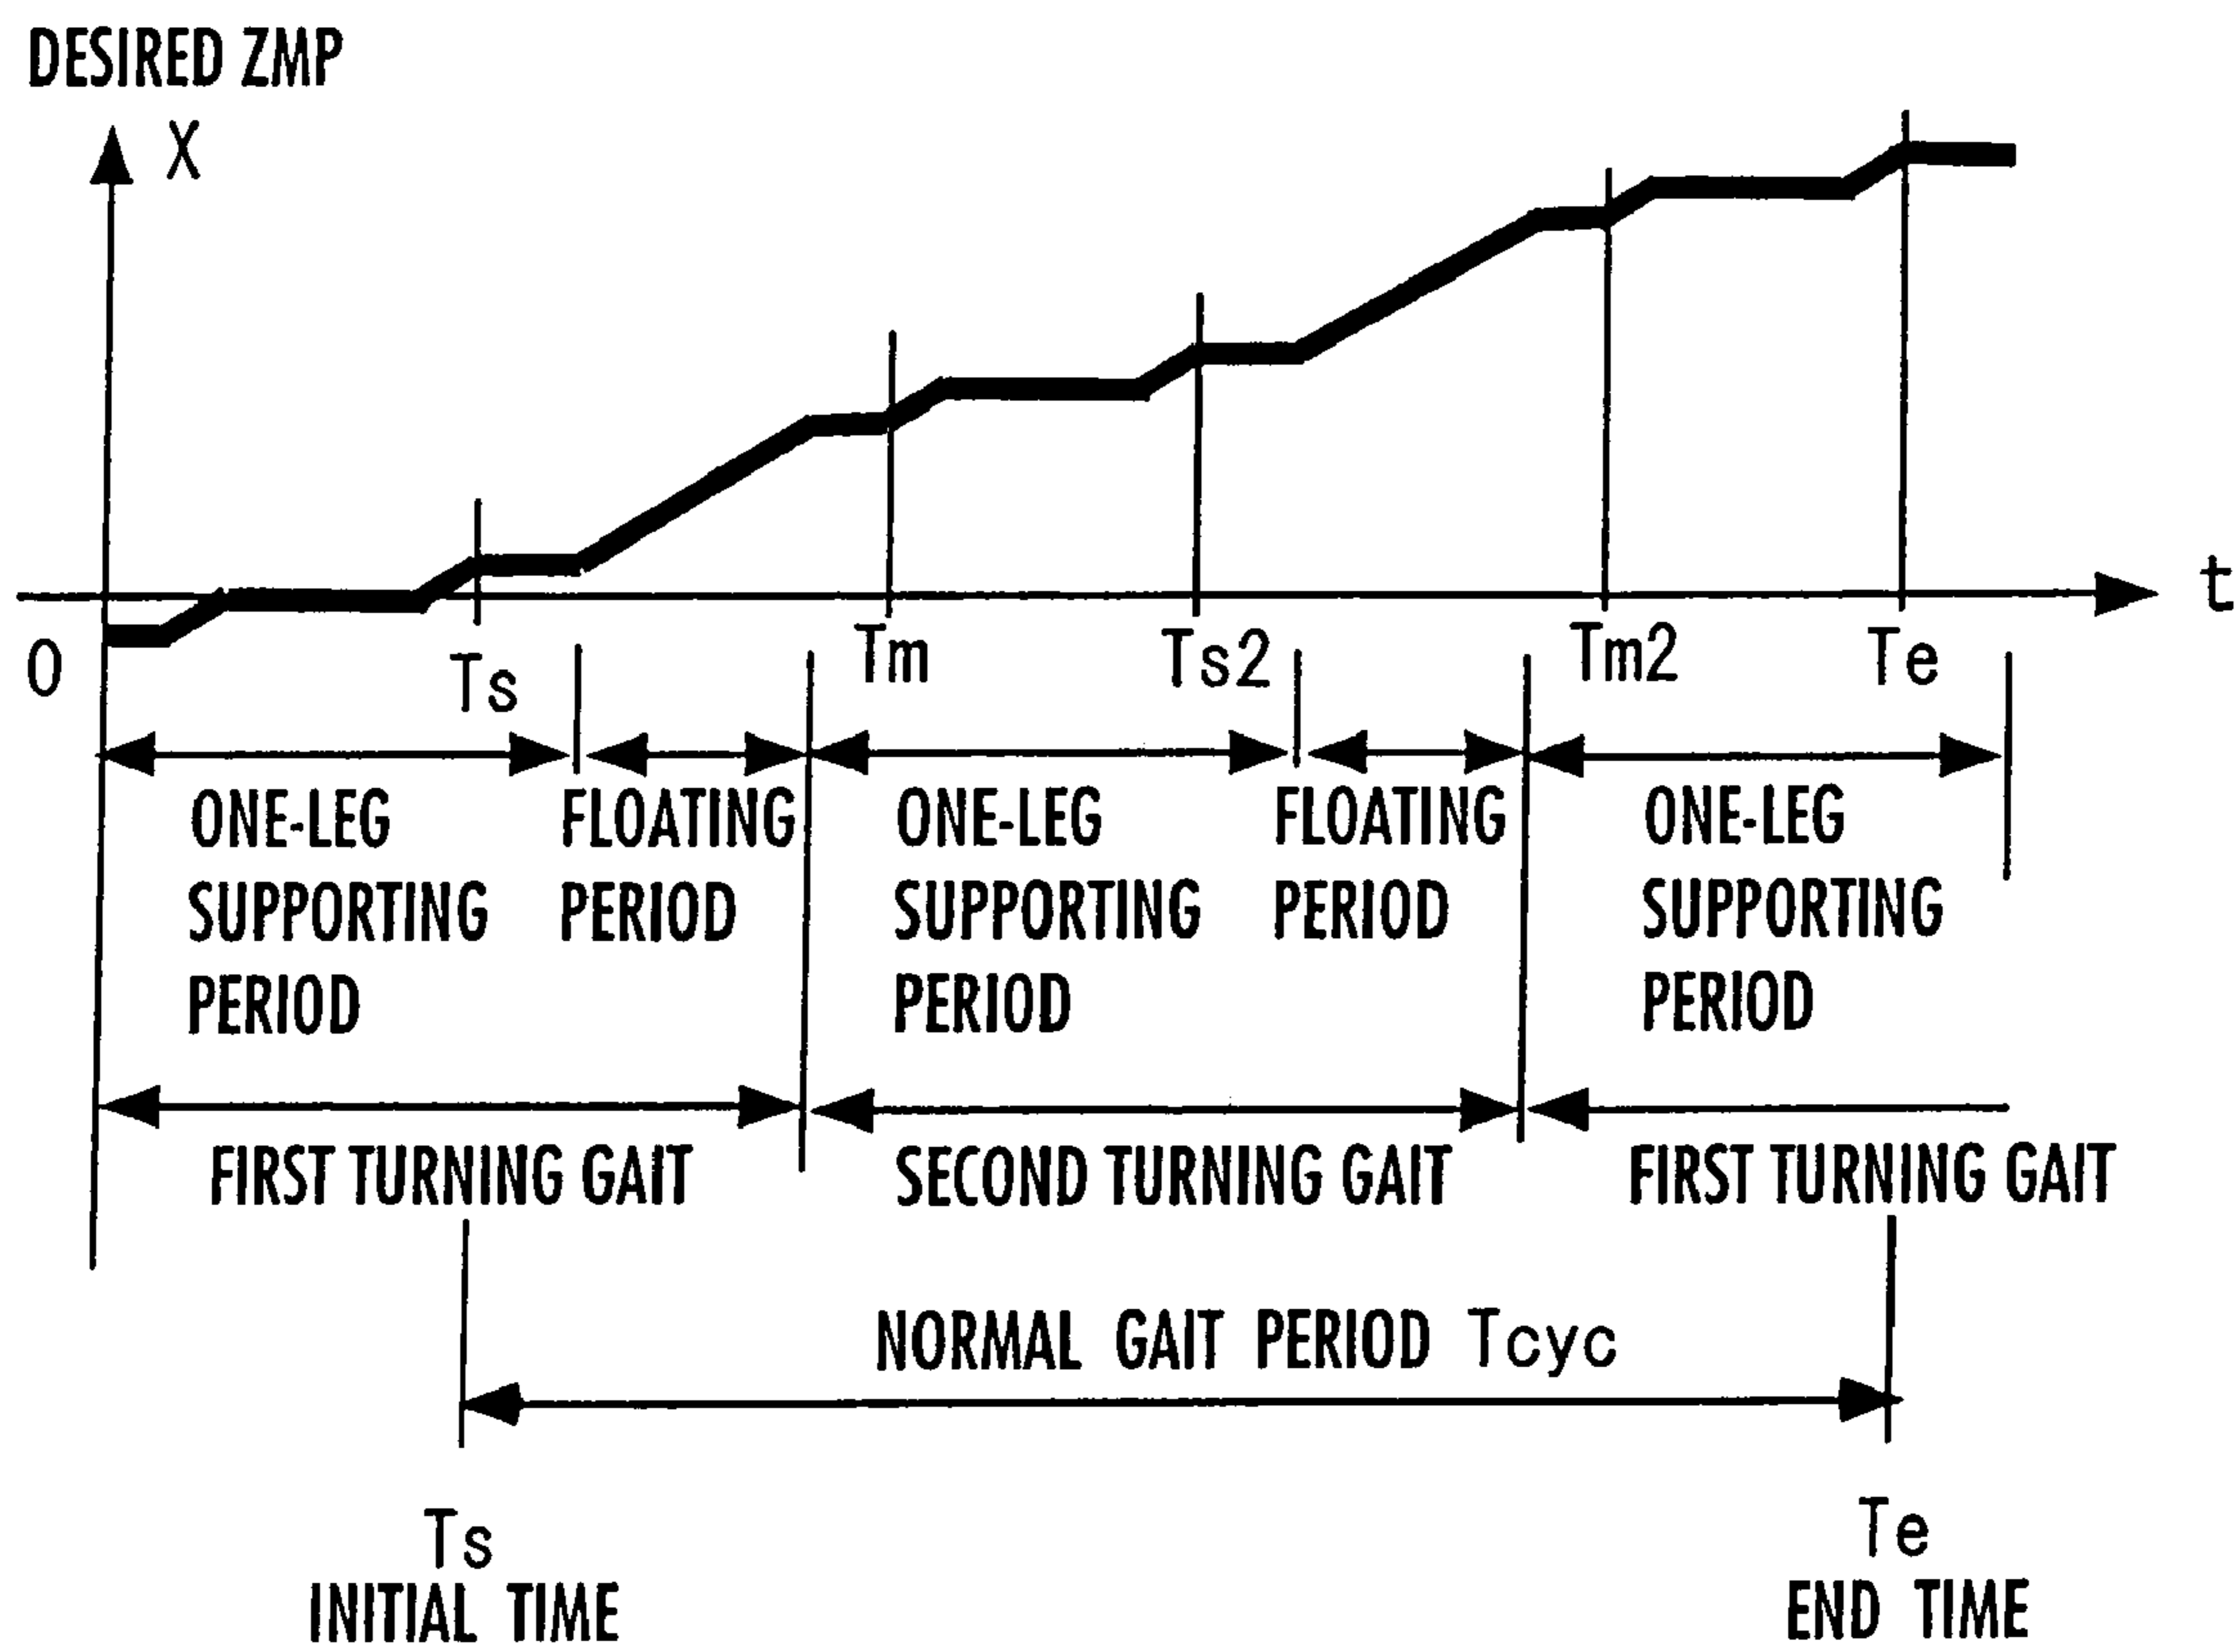 DESIRED ZMP
X
t
0
Ts
Tm
Ts2
Tm2
Te
ONE-LEG
SUPPORTING
PERIOD
FLOATING
PERIOD
ONE-LEG
SUPPORTING
PERIOD
FLOATING
PERIOD
ONE-LEG
SUPPORTING
PERIOD
FIRST TURNING GAIT
SECOND TURNING GAIT
FIRST TURNING GAIT
NORMAL GAIT PERIOD Tcyc
Ts
INITIAL TIME
Te
END TIME